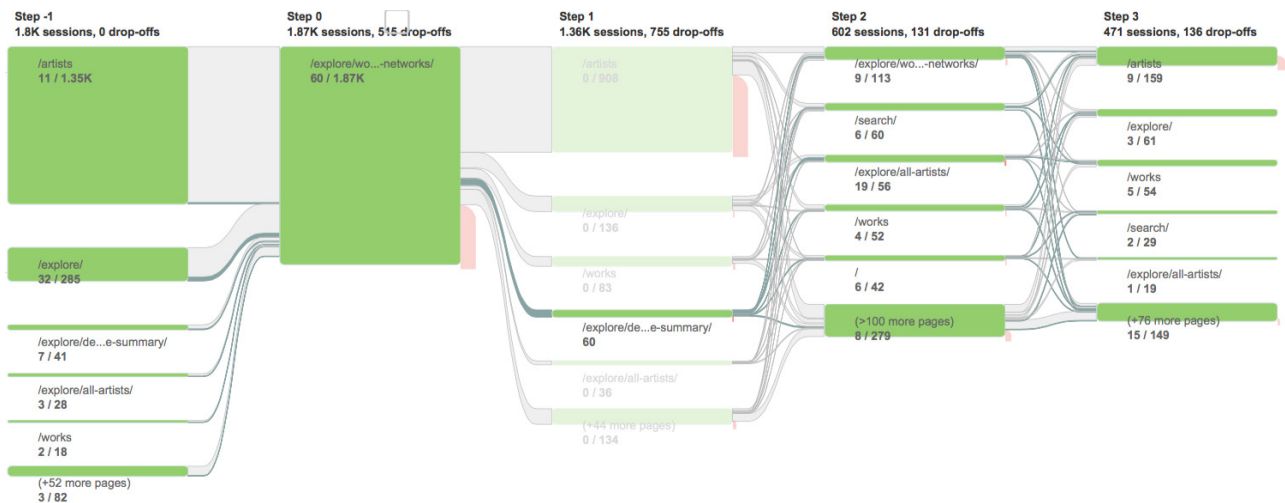 Step -1
1.8K sessions, 0 drop-offs
/artists
11 / 1.35K
/explore/
32 / 285
/explore/de...e-summary/
7 / 41
/explore/all-artists/
3 / 28
/works
2 / 18
(+52 more pages)
3 / 82
Step 0
1.87K sessions, 515 drop-offs
/explore/wo...-networks/
60 / 1.87K
Step 1
1.36K sessions, 755 drop-offs
/artists
0 / 908
/explore/
0 / 136
/works
0 / 83
/explore/de...e-summary/
60
/explore/all-artists/
0 / 36
(+44 more pages)
0 / 134
Step 2
602 sessions, 131 drop-offs
/explore/wo...-networks/
9 / 113
/search/
6 / 60
/explore/all-artists/
19 / 56
/works
4 / 52
/
6 / 42
(>100 more pages)
8 / 279
Step 3
471 sessions, 136 drop-offs
/artists
9 / 159
/explore/
3 / 61
/works
5 / 54
/search/
2 / 29
/explore/all-artists/
1 / 19
(+76 more pages)
15 / 149